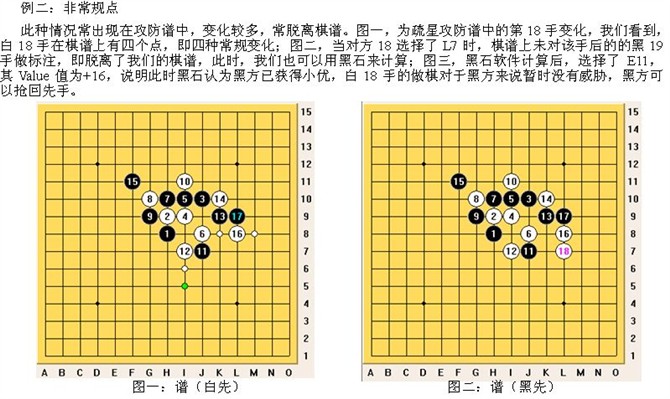 例二：非常规点
此种情况常出现在攻防谱中，变化较多，常脱离棋谱。图一，为疏星攻防谱中的第 18 手变化，我们看到，
白 18 手在棋谱上有四个点，即四种常规变化；图二，当对方 18 选择了 L7 时，棋谱上未对该手后的的黑 19
手做标注，即脱离了我们的棋谱，此时，我们也可以用黑石来计算；图三，黑石软件计算后，选择了 E11，
其 Value 值为+16，说明此时黑石认为黑方已获得小优，白 18 手的做棋对于黑方来说暂时没有威胁，黑方可
以抢回先手。
15
14
13
12
15 10 11
8 7 5 3 14 10
9 2 4 13 17 9
1 6 16 8
12 11 7
6
5
4
3
2
1
A B C D E F G H I J K L M N O
图一：谱（白先）
15
14
13
12
15 10 11
8 7 5 3 14 10
9 2 4 13 17 9
1 6 16 8
12 11 18 7
6
5
4
3
2
1
A B C D E F G H I J K L M N O
图二：谱（黑先）